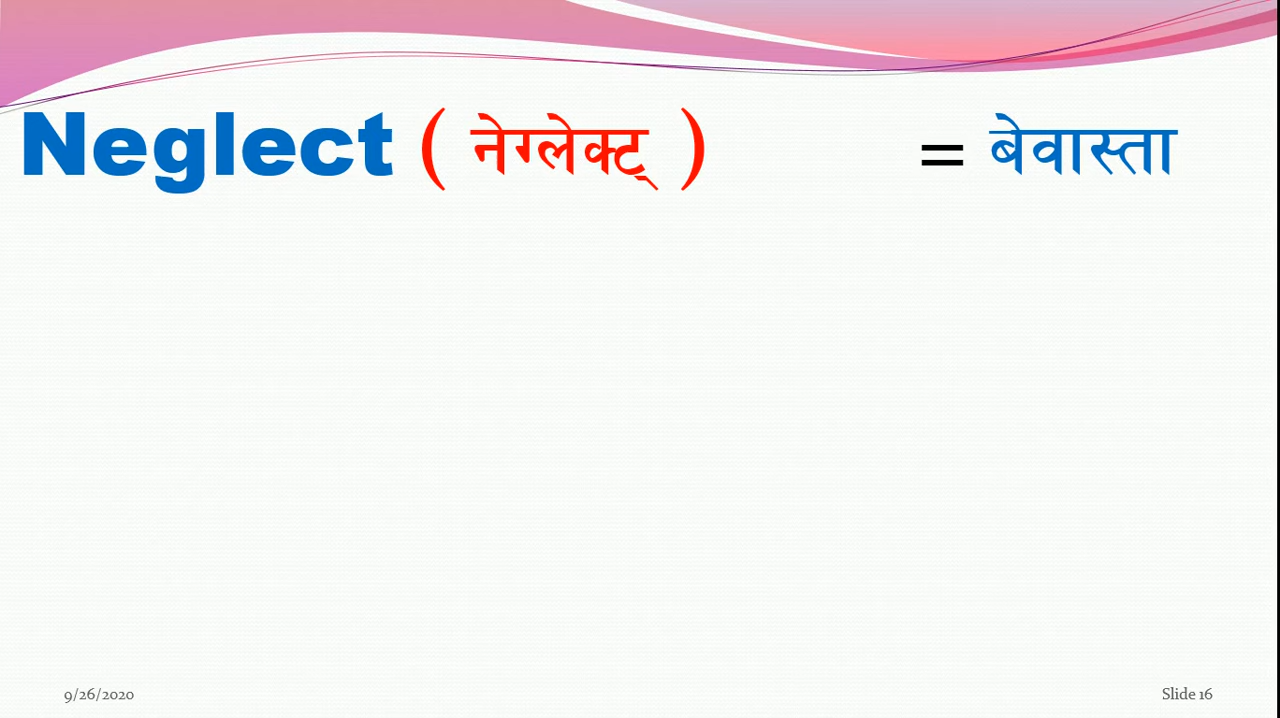 Neglect ( नेग्लेक्ट् ) = बेवास्ता
9/26/2020 Slide 16